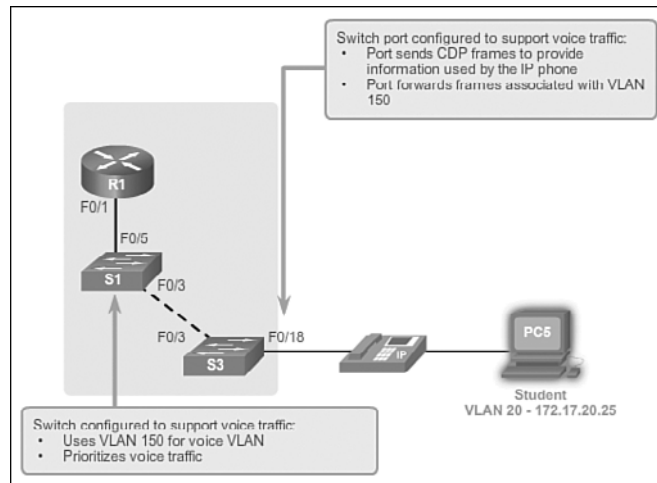 Switch port configured to support voice traffic:
• Port sends CDP frames to provide
information used by the IP phone
• Port forwards frames associated with VLAN
150
R1
F0/1
F0/5
S1
F0/3
F0/3
F0/18
S3
IP
PC5
Student
VLAN 20 - 172.17.20.25
Switch configured to support voice traffic:
• Uses VLAN 150 for voice VLAN
• Prioritizes voice traffic